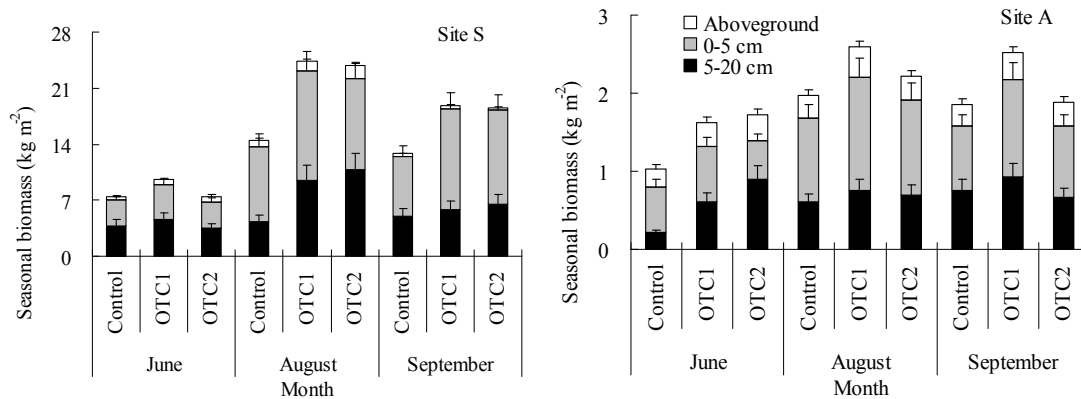 Site S
28
21
14
7
0
Seasonal biomass (kg m-2)
Control
OTC1
OTC2
Control
OTC1
OTC2
Control
OTC1
OTC2
June
August
September
Month
Site A
Aboveground
0-5 cm
5-20 cm
3
2
1
0
Seasonal biomass (kg m-2)
Control
OTC1
OTC2
Control
OTC1
OTC2
Control
OTC1
OTC2
June
August
September
Month